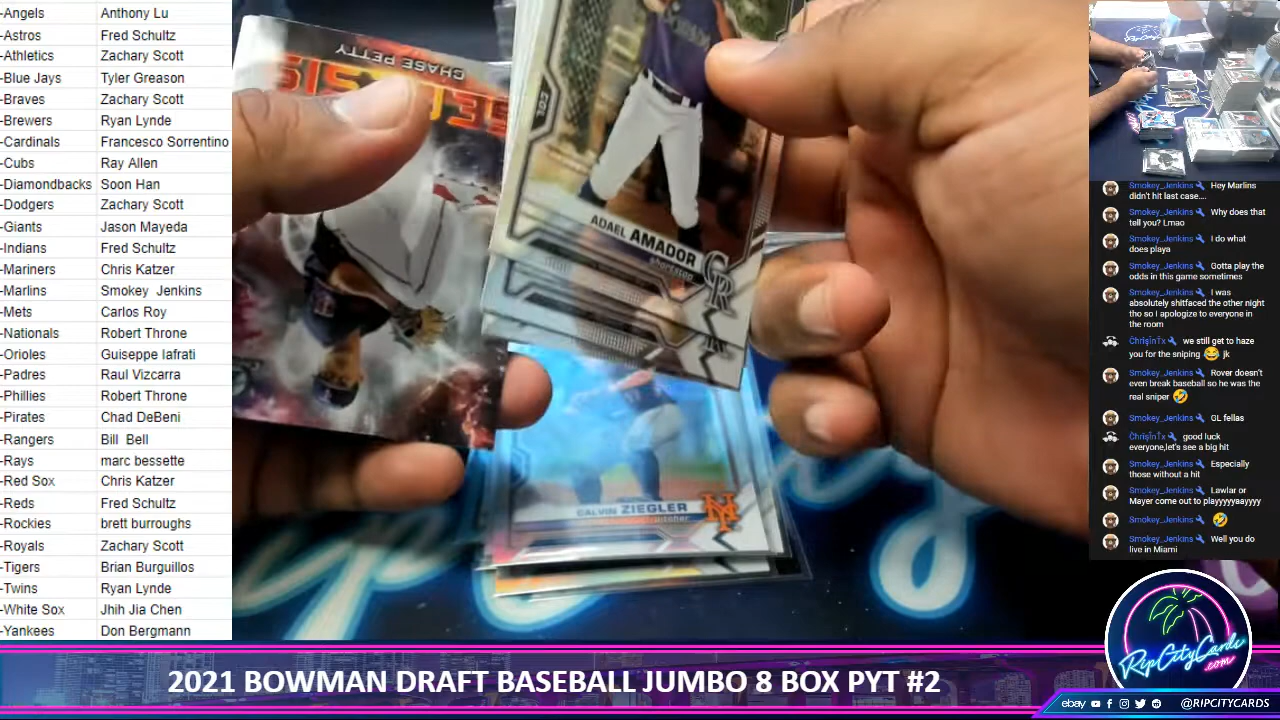 -Angels Anthony Lu
-Astros Fred Schultz
-Athletics Zachary Scott
-Blue Jays Tyler Greason
-Braves Zachary Scott
-Brewers Ryan Lynde
-Cardinals Francesco Sorrentino
-Cubs Ray Allen
-Diamondbacks Soon Han
-Dodgers Zachary Scott
-Giants Jason Mayeda
-Indians Fred Schultz
-Mariners Chris Katzer
-Marlins Smokey Jenkins
-Mets Carlos Roy
-Nationals Robert Throne
-Orioles Guiseppe Iafrati
-Padres Raul Vizcarra
-Phillies Robert Throne
-Pirates Chad DeBeni
-Rangers Bill Bell
-Rays marc bessette
-Red Sox Chris Katzer
-Reds Fred Schultz
-Rockies brett burroughs
-Royals Zachary Scott
-Tigers Brian Burguillos
-Twins Ryan Lynde
-White Sox Jhih Jia Chen
-Yankees Don Bergmann
CHASE PETTY
ADAEL AMADOR
shortstop
CR
CALVIN ZIEGLER
pitcher
NY
Smokey_Jenkins Hey Marlins
didn't hit last case....
Smokey_Jenkins Why does that
tell you? Lmao
Smokey_Jenkins I do what
does playa
Smokey_Jenkins Gotta play the
odds in this game sometimes
Smokey_Jenkins I was
absolutely shitfaced the other night
tho so I apologize to everyone in
the room
we still get to haze
you for the sniping 😂 jk
Smokey_Jenkins Rover doesn't
even break baseball so he was the
real sniper 🤣
Smokey_Jenkins GL fellas
good luck
everyone,let's see a big hit
Smokey_Jenkins Especially
those without a hit
Smokey_Jenkins Lawlar or
Mayer come out to playyyyyaayyyy
Smokey_Jenkins 🤣
Smokey_Jenkins Well you do
live in Miami
RipCityCards
.com
2021 BOWMAN DRAFT BASEBALL JUMBO 8 BOX PYT #2
ebay @RIPCITYCARDS